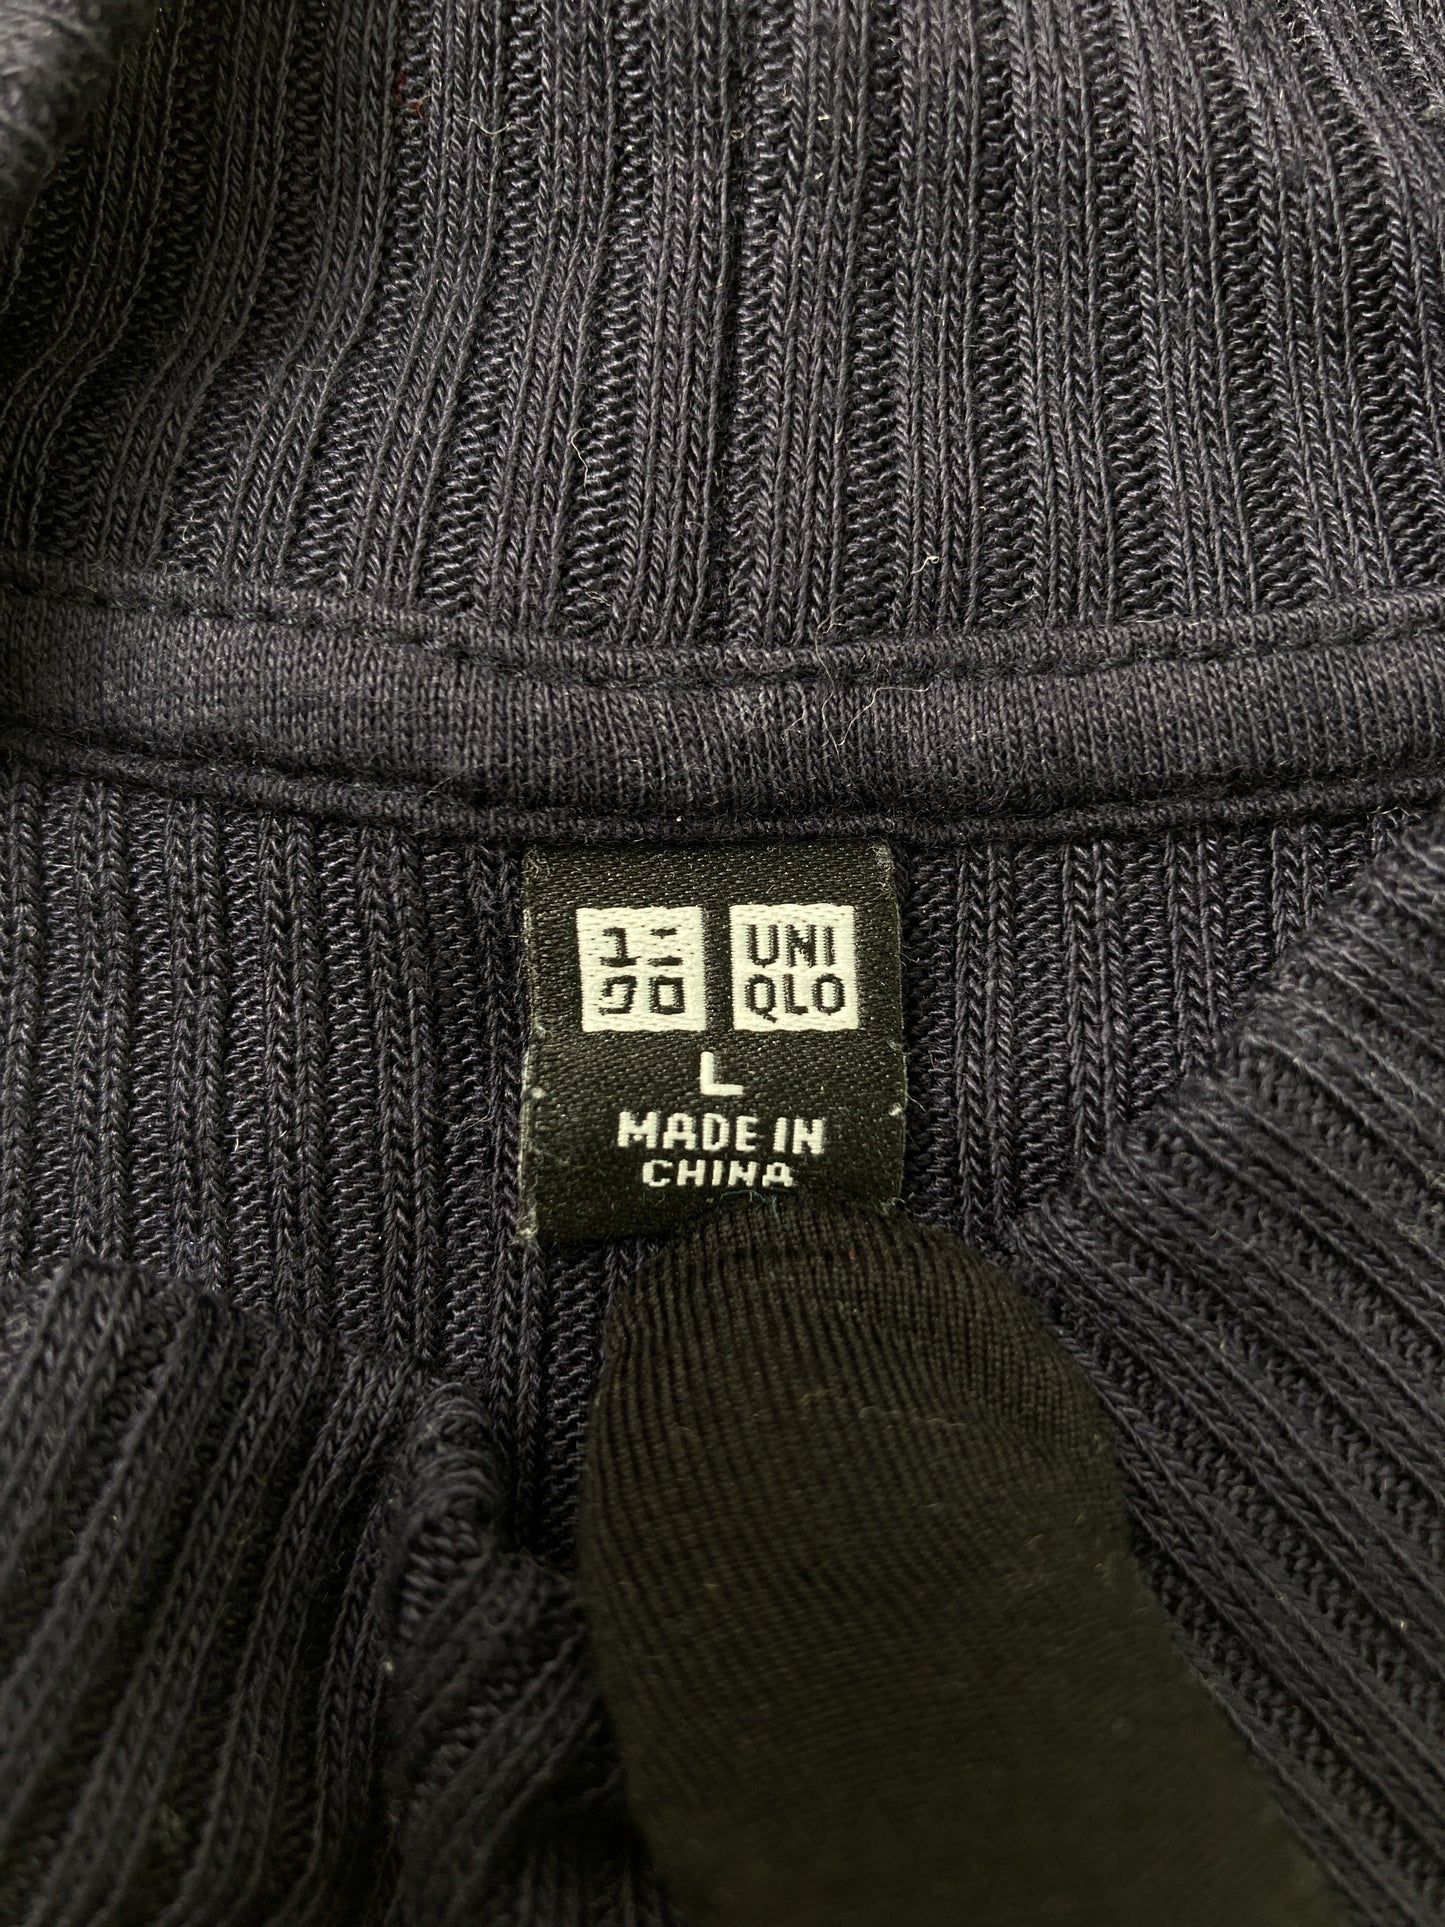 ユニ
クロ
UNI
QLO
L
MADE IN
CHINA